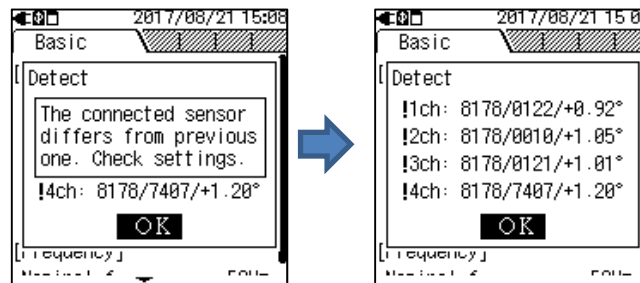 2017/08/21 15:08
Basic
Detect
The connected sensor
differs from previous
one. Check settings.
!4ch: 8178/7407/+1.20°
OK
2017/08/21 15
Basic
Detect
!1ch: 8178/0122/+0.92°
!2ch: 8178/0010/+1.05°
!3ch: 8178/0121/+1.01°
!4ch: 8178/7407/+1.20°
OK